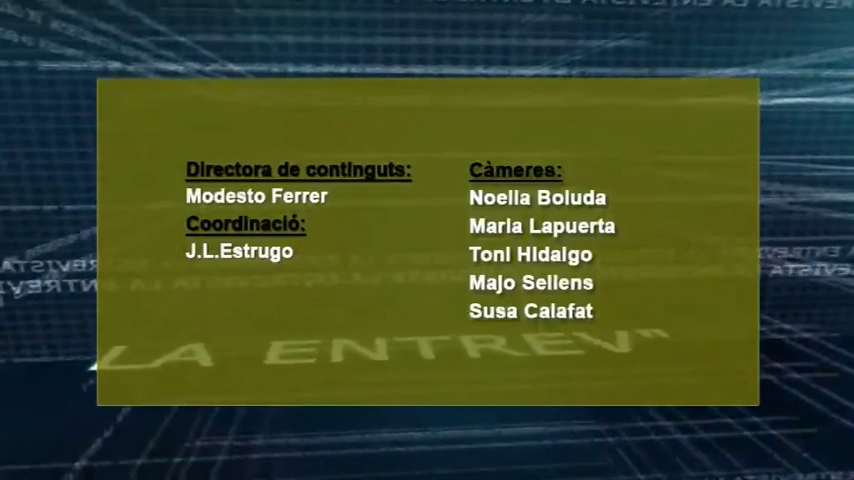 Directora de continguts:
Modesto Ferrer
Coordinació:
J.L.Estrugo
Càmeres:
Noelia Boluda
Maria Lapuerta
Toni Hidalgo
Majo Sellens
Susa Calafat
LA ENTREV"